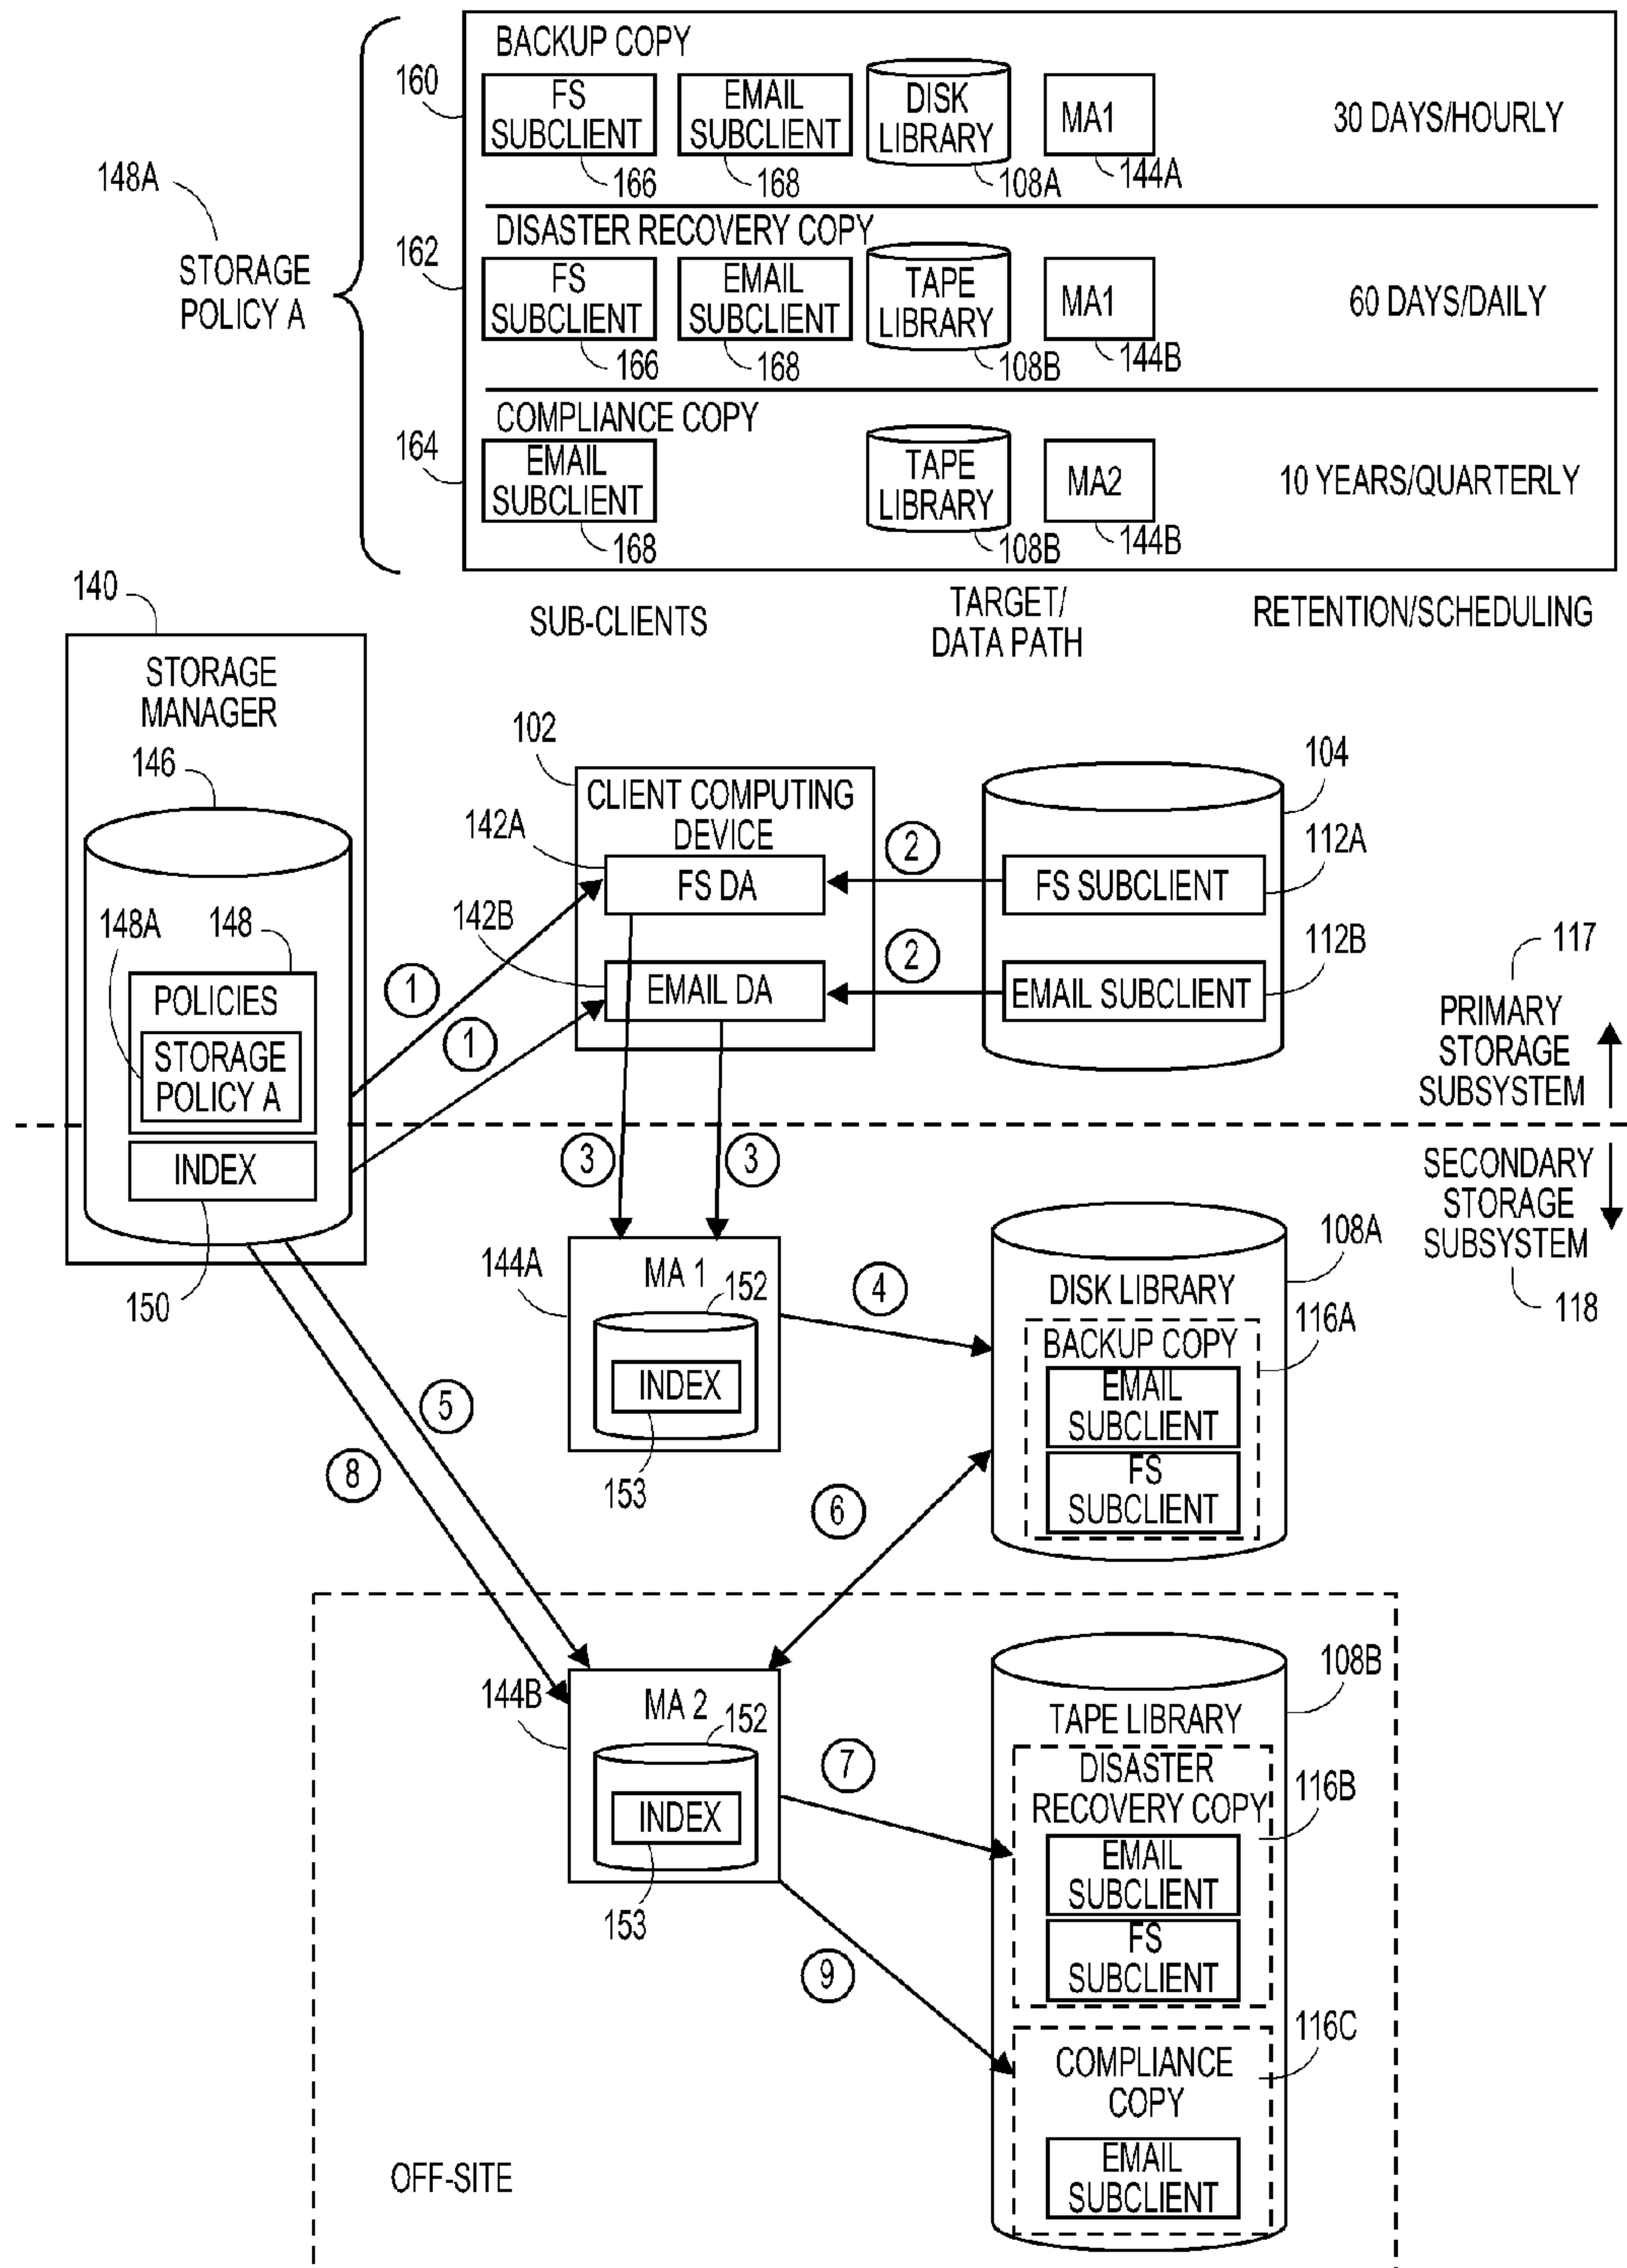 BACKUP COPY
160
FS
SUBCLIENT
166
EMAIL
SUBCLIENT
168
DISK
LIBRARY
108A
MA1
144A
30 DAYS/HOURLY
148A
STORAGE
POLICY A
DISASTER RECOVERY COPY
162
FS
SUBCLIENT
166
EMAIL
SUBCLIENT
168
TAPE
LIBRARY
108B
MA1
144B
60 DAYS/DAILY
COMPLIANCE COPY
164
EMAIL
SUBCLIENT
168
TAPE
LIBRARY
108B
MA2
144B
10 YEARS/QUARTERLY
SUB-CLIENTS
TARGET/
DATA PATH
RETENTION/SCHEDULING
140
STORAGE
MANAGER
146
148A
148
POLICIES
STORAGE
POLICY A
INDEX
150
102
CLIENT COMPUTING
DEVICE
142A
FS DA
142B
EMAIL DA
1
1
2
2
104
112A
FS SUBCLIENT
112B
EMAIL SUBCLIENT
117
PRIMARY
STORAGE
SUBSYSTEM
SECONDARY
STORAGE
SUBSYSTEM
118
3
3
144A
MA 1
152
INDEX
153
4
108A
DISK LIBRARY
116A
BACKUP COPY
EMAIL
SUBCLIENT
FS
SUBCLIENT
5
8
6
144B
MA 2
152
INDEX
153
7
9
108B
TAPE LIBRARY
DISASTER
RECOVERY COPY
116B
EMAIL
SUBCLIENT
FS
SUBCLIENT
116C
COMPLIANCE
COPY
EMAIL
SUBCLIENT
OFF-SITE